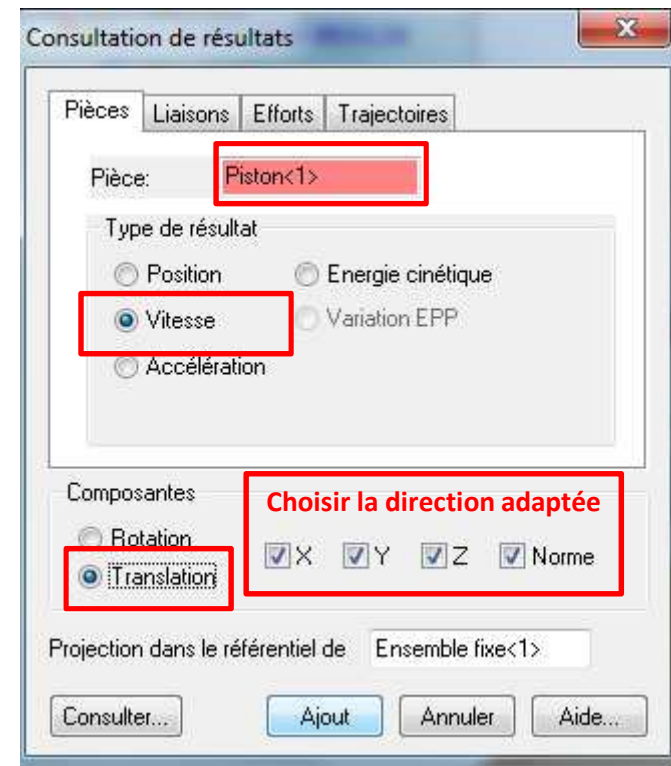 Consultation de résultats
Pièces Liaisons Efforts Trajectoires
Pièce: Piston<1>
Type de résultat
Position Energie cinétique
Vitesse Variation EPP
Accélération
Composantes Choisir la direction adaptée
Rotation
X Y Z Norme
Translation
Projection dans le référentiel de Ensemble fixe<1>
Consulter... Ajout Annuler Aide...